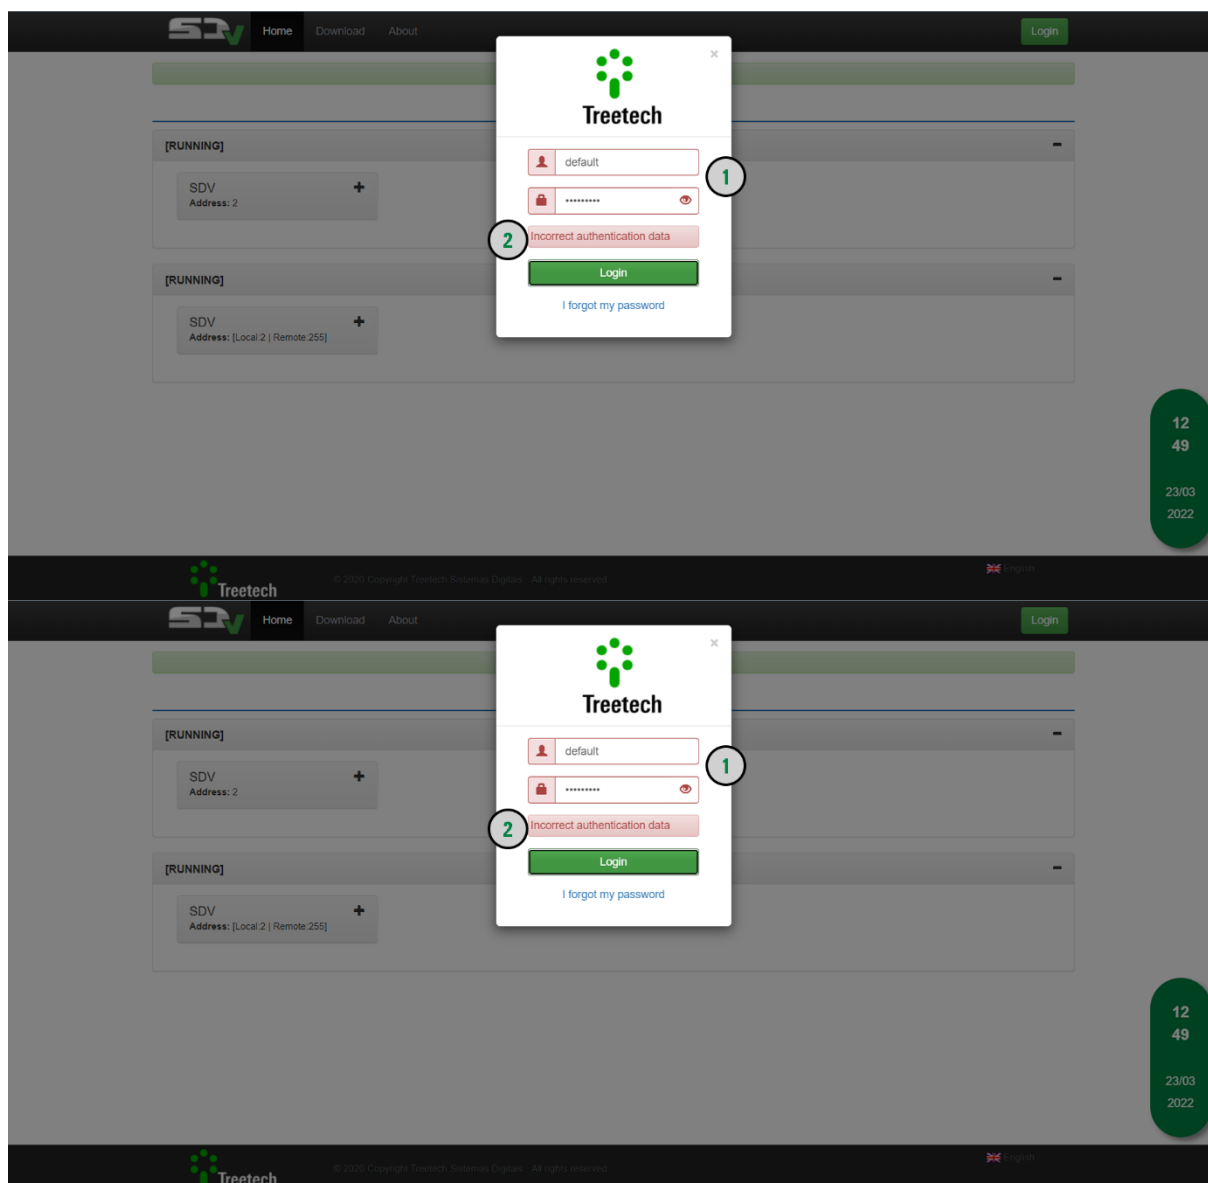 SDV Home Download About Login
Treetech
[RUNNING]
default
1
SDV
Address: 2
•••••••••
2 Incorrect authentication data
Login
[RUNNING]
I forgot my password
SDV
Address: [Local:2 | Remote:255]
12
49
23/03
2022
Treetech © 2020 Copyright Treetech Sistemas Digitais - All rights reserved English
SDV Home Download About Login
Treetech
[RUNNING]
default
1
SDV
Address: 2
•••••••••
2 Incorrect authentication data
Login
[RUNNING]
I forgot my password
SDV
Address: [Local:2 | Remote:255]
12
49
23/03
2022
Treetech © 2020 Copyright Treetech Sistemas Digitais - All rights reserved English